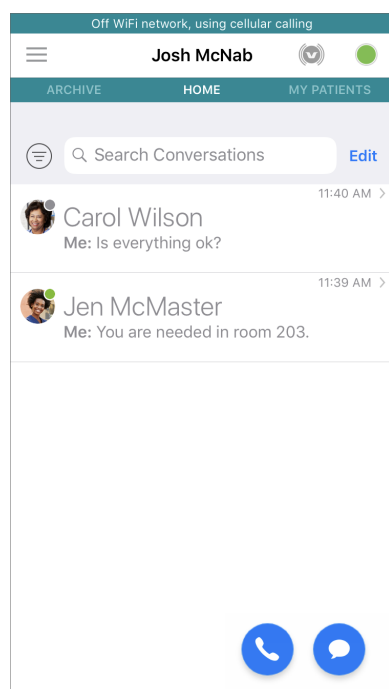 Off WiFi network, using cellular calling
Josh McNab
ARCHIVE HOME MY PATIENTS
Search Conversations Edit
11:40 AM
Carol Wilson
Me: Is everything ok?
11:39 AM
Jen McMaster
Me: You are needed in room 203.